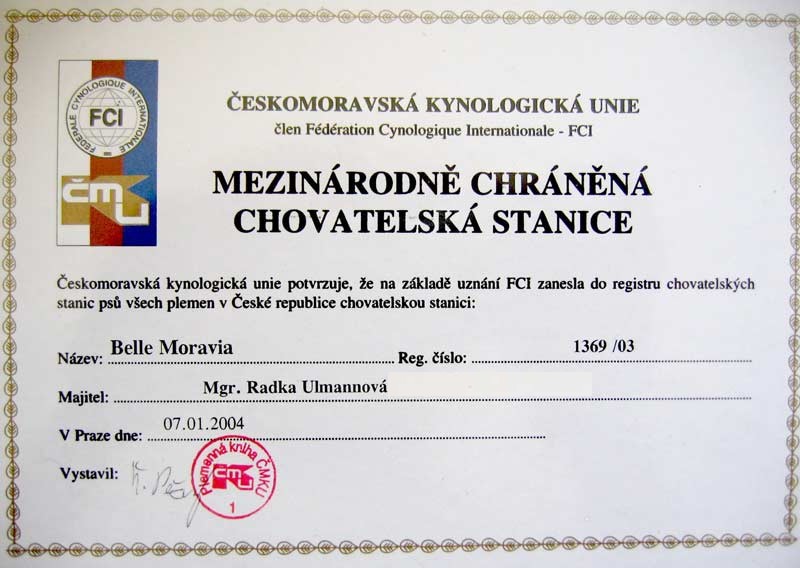 FÉDERALE CYNOLOGIQUE INTERNATIONALE
FCI
ČMKU
ČESKOMORAVSKÁ KYNOLOGICKÁ UNIE
člen Fédération Cynologique Internationale - FCI
MEZINÁRODNĚ CHRÁNĚNÁ
CHOVATELSKÁ STANICE
Českomoravská kynologická unie potvrzuje, že na základě uznání FCI zanesla do registru chovatelských
stanic psů všech plemen v České republice chovatelskou stanici:
Název: Belle Moravia Reg. číslo: 1369 /03
Majitel: Mgr. Radka Ulmannová
V Praze dne: 07.01.2004
Vystavil:
Plemenná kniha ČMKU
ČMKU
1